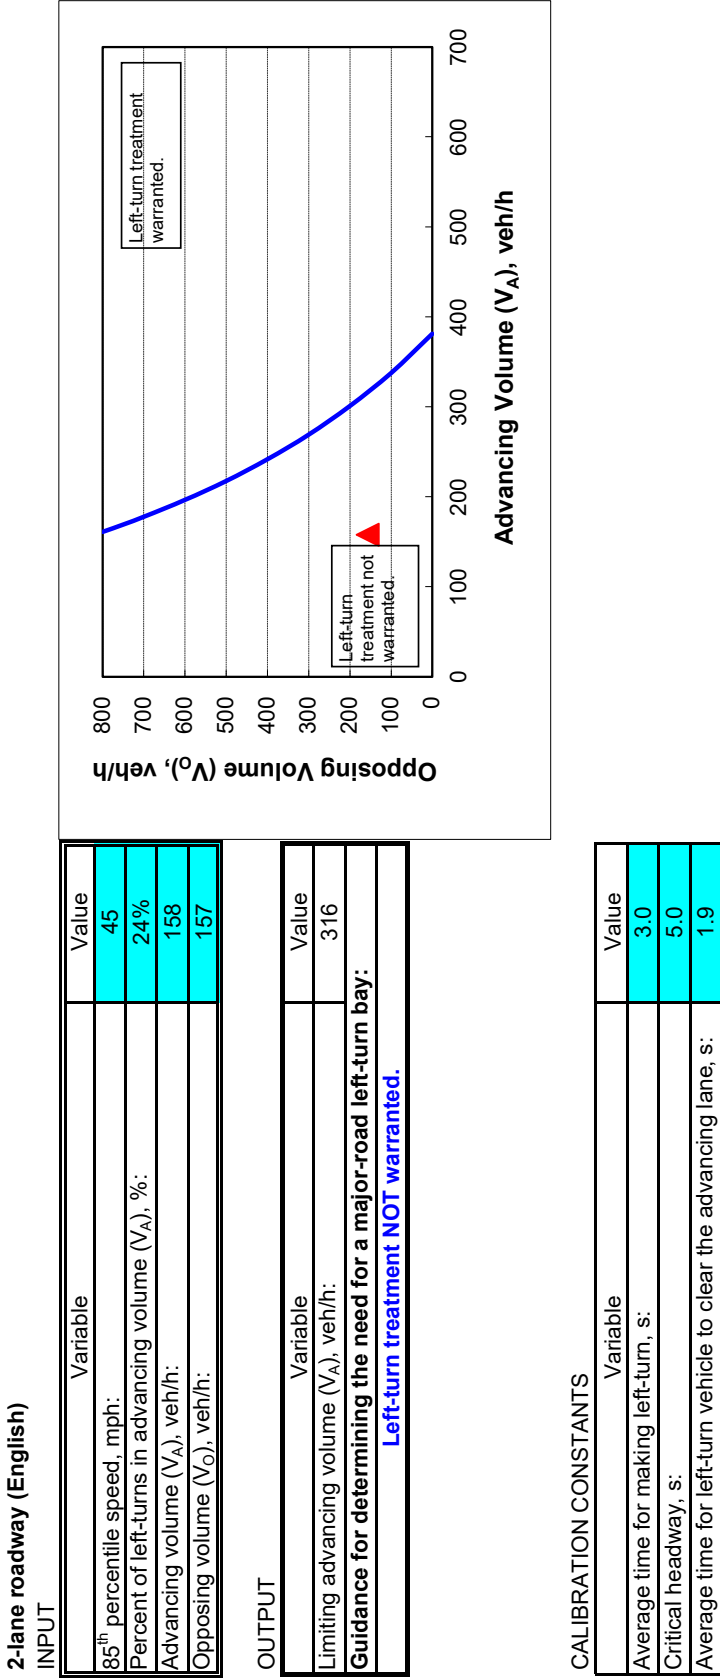 2-lane roadway (English)
INPUT
Variable Value
85th percentile speed, mph: 45
Percent of left-turns in advancing volume (VA), %: 24%
Advancing volume (VA), veh/h: 158
Opposing volume (VO), veh/h: 157
OUTPUT
Variable Value
Limiting advancing volume (VA), veh/h: 316
Guidance for determining the need for a major-road left-turn bay:
Left-turn treatment NOT warranted.
CALIBRATION CONSTANTS
Variable Value
Average time for making left-turn, s: 3.0
Critical headway, s: 5.0
Average time for left-turn vehicle to clear the advancing lane, s: 1.9
Opposing Volume (VO), veh/h
800
700
600
500
400
300
200
100
0
Left-turn treatment
warranted.
Left-turn
treatment not
warranted.
0 100 200 300 400 500 600 700
Advancing Volume (VA), veh/h